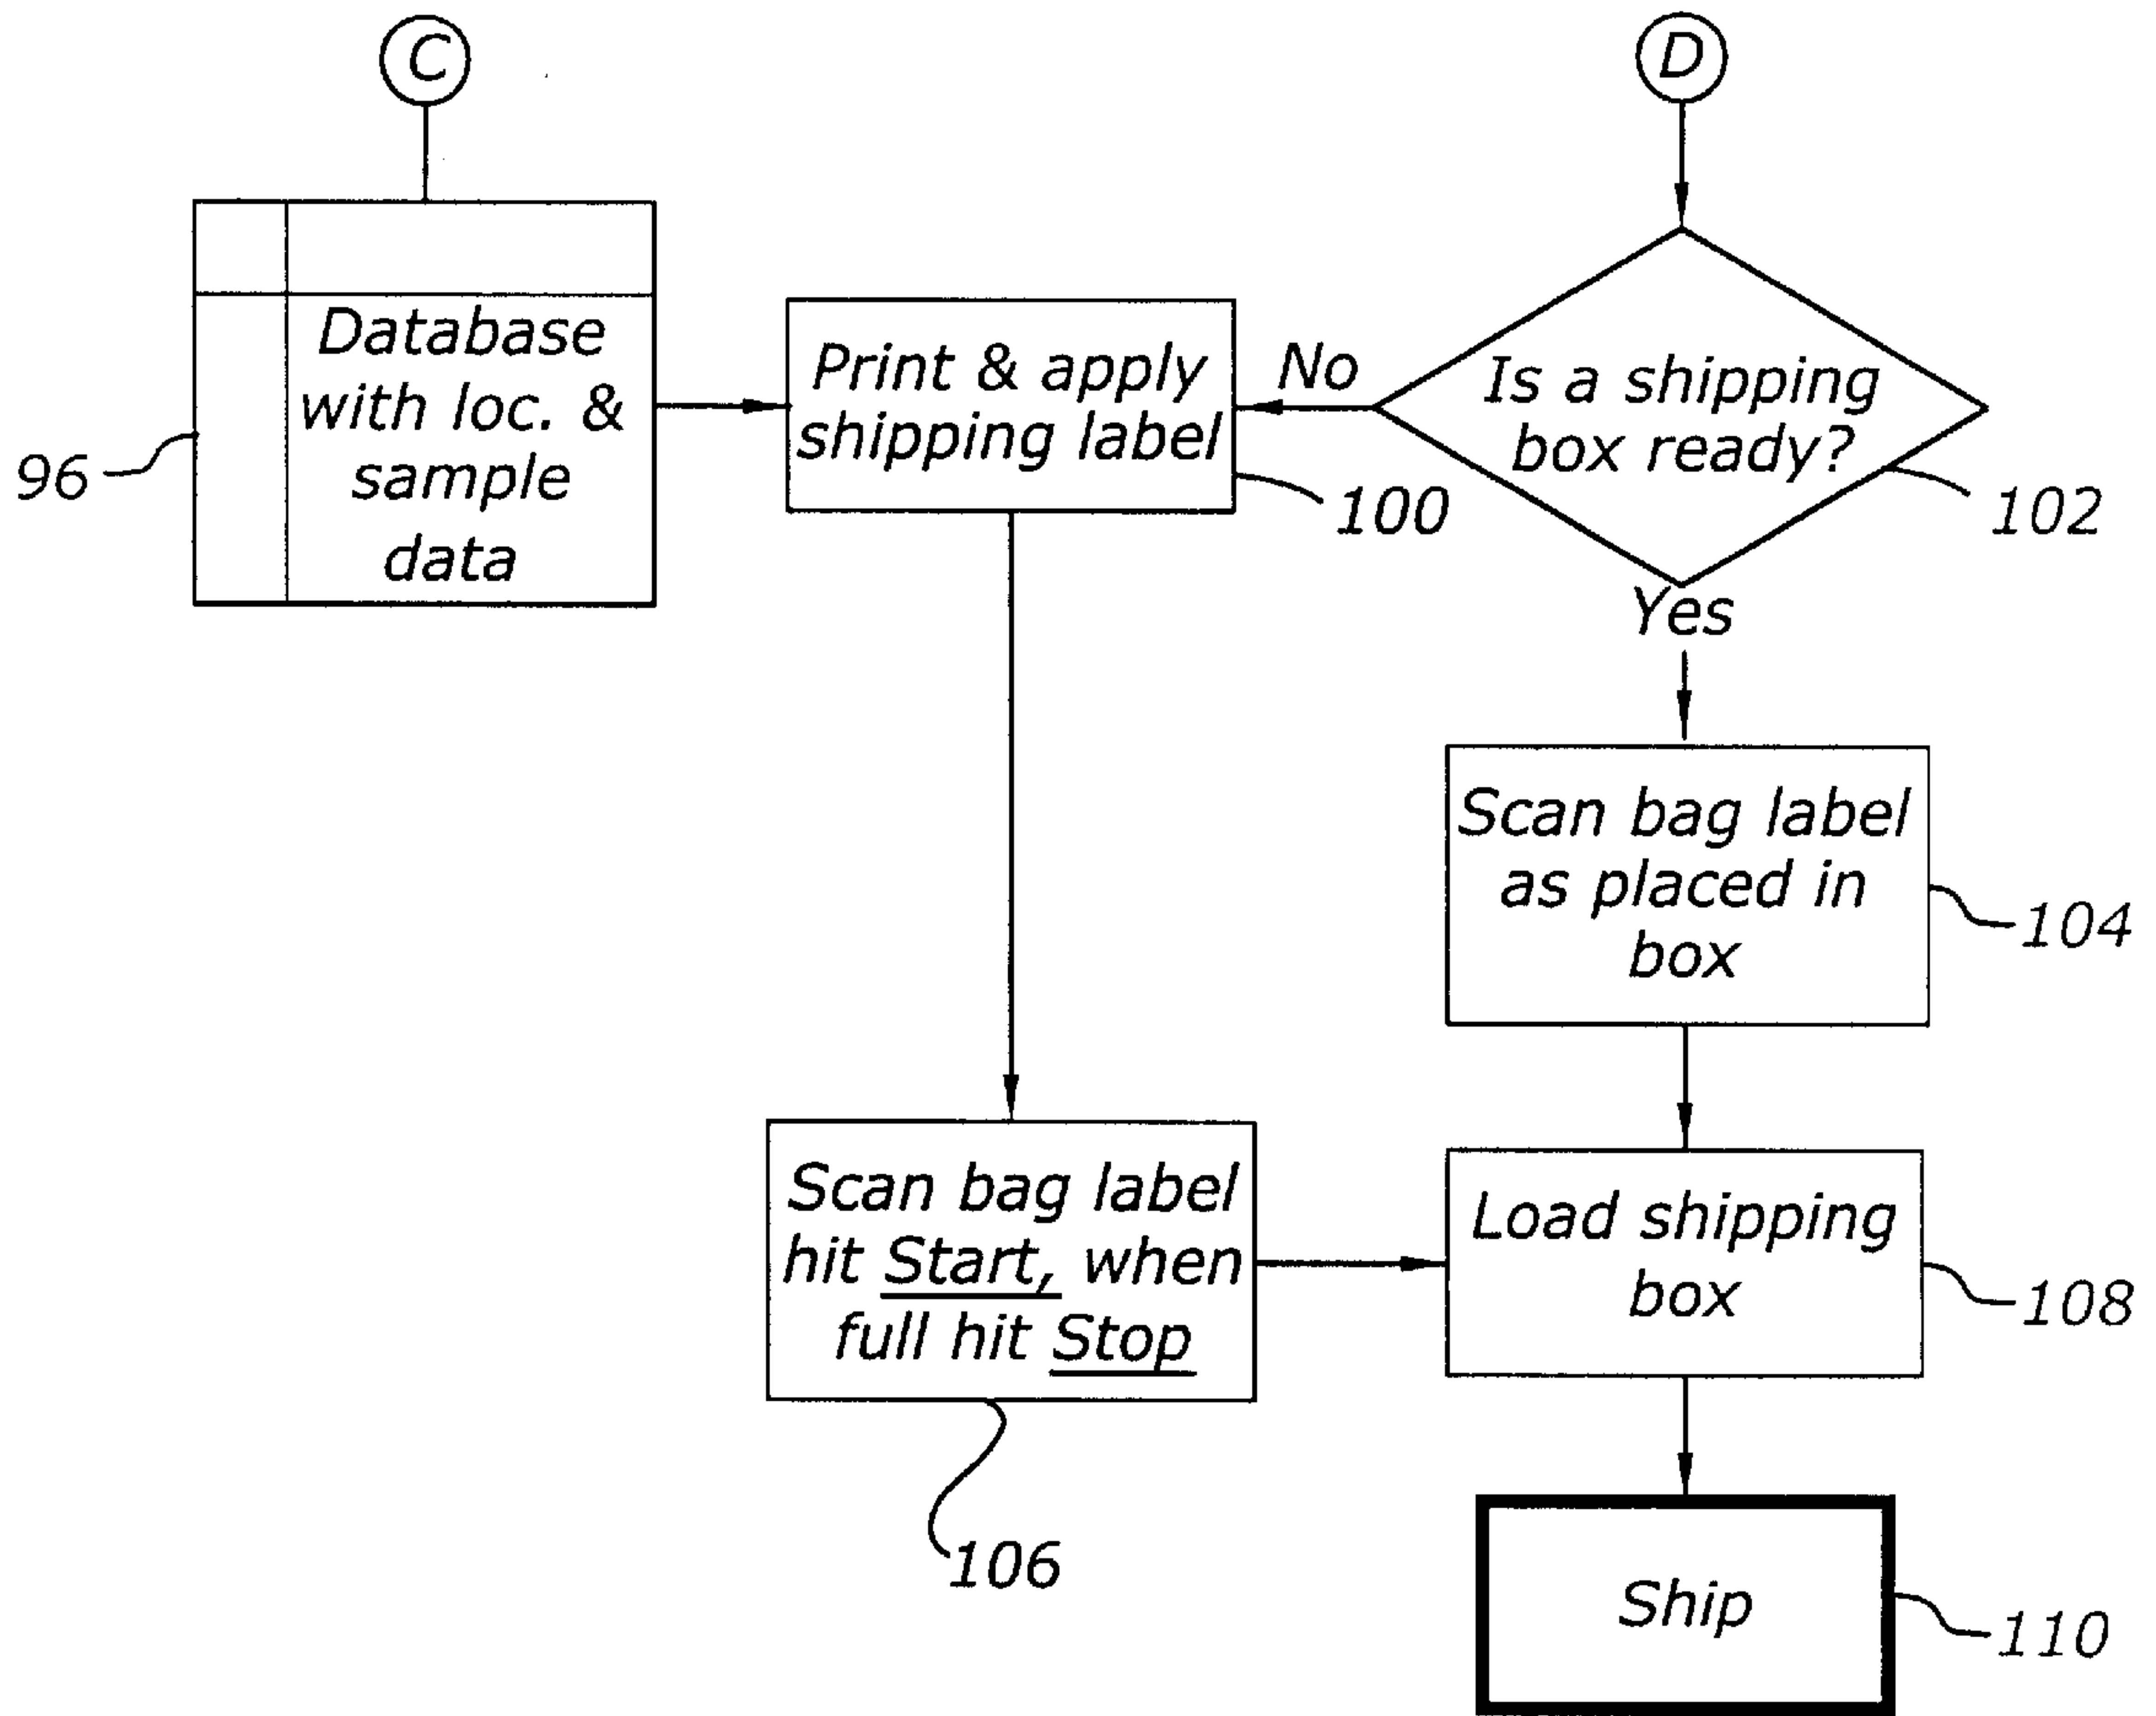 C
D
Database
with loc. &
sample
data
96
Print & apply
shipping label
100
No
Is a shipping
box ready?
102
Yes
Scan bag label
as placed in
box
104
Scan bag label
hit Start, when
full hit Stop
106
Load shipping
box
108
Ship
110